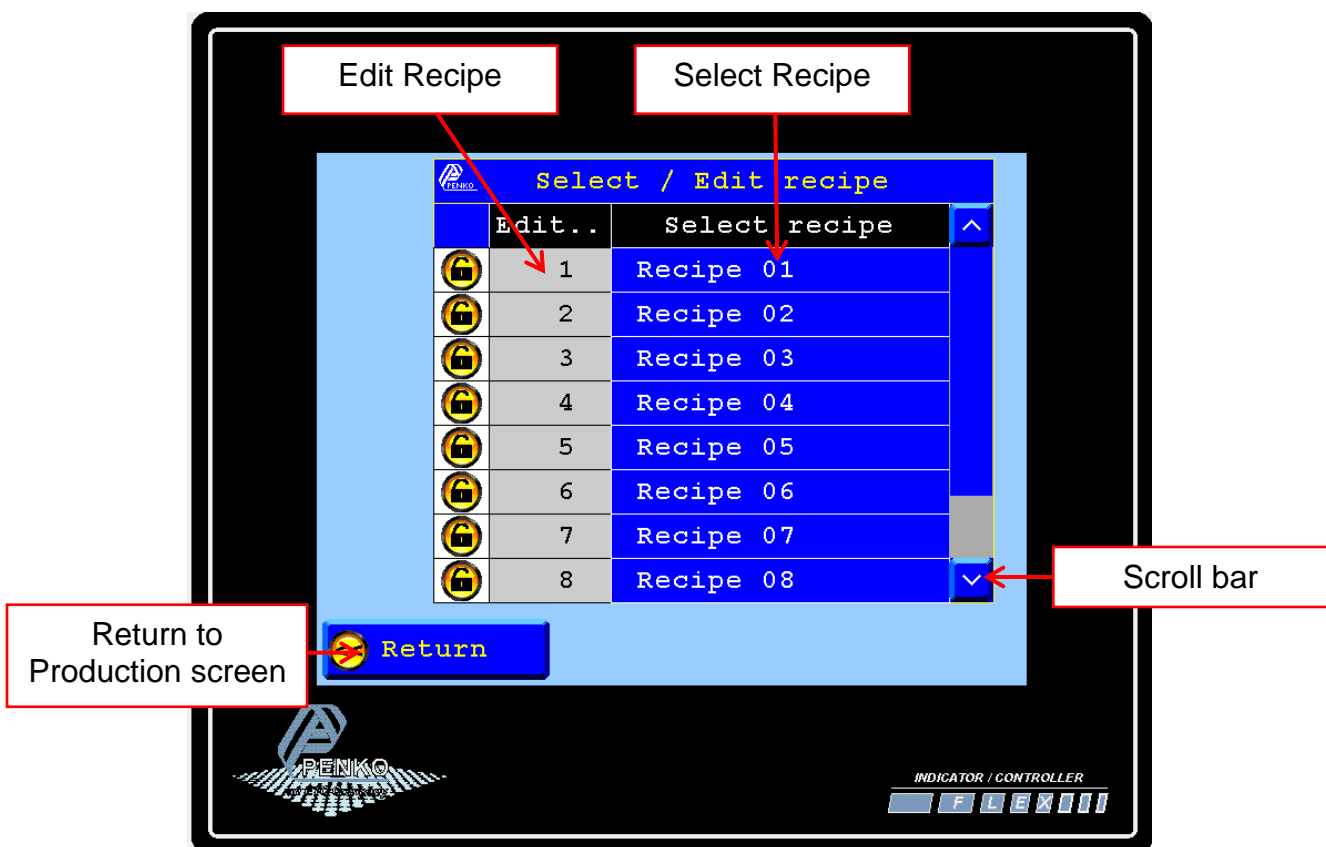 Edit Recipe
Select Recipe
PENKO
Select / Edit recipe
Edit..
Select recipe
1
Recipe 01
2
Recipe 02
3
Recipe 03
4
Recipe 04
5
Recipe 05
6
Recipe 06
7
Recipe 07
8
Recipe 08
Scroll bar
Return to
Production screen
Return
PENKO
INDICATOR / CONTROLLER
FLEX